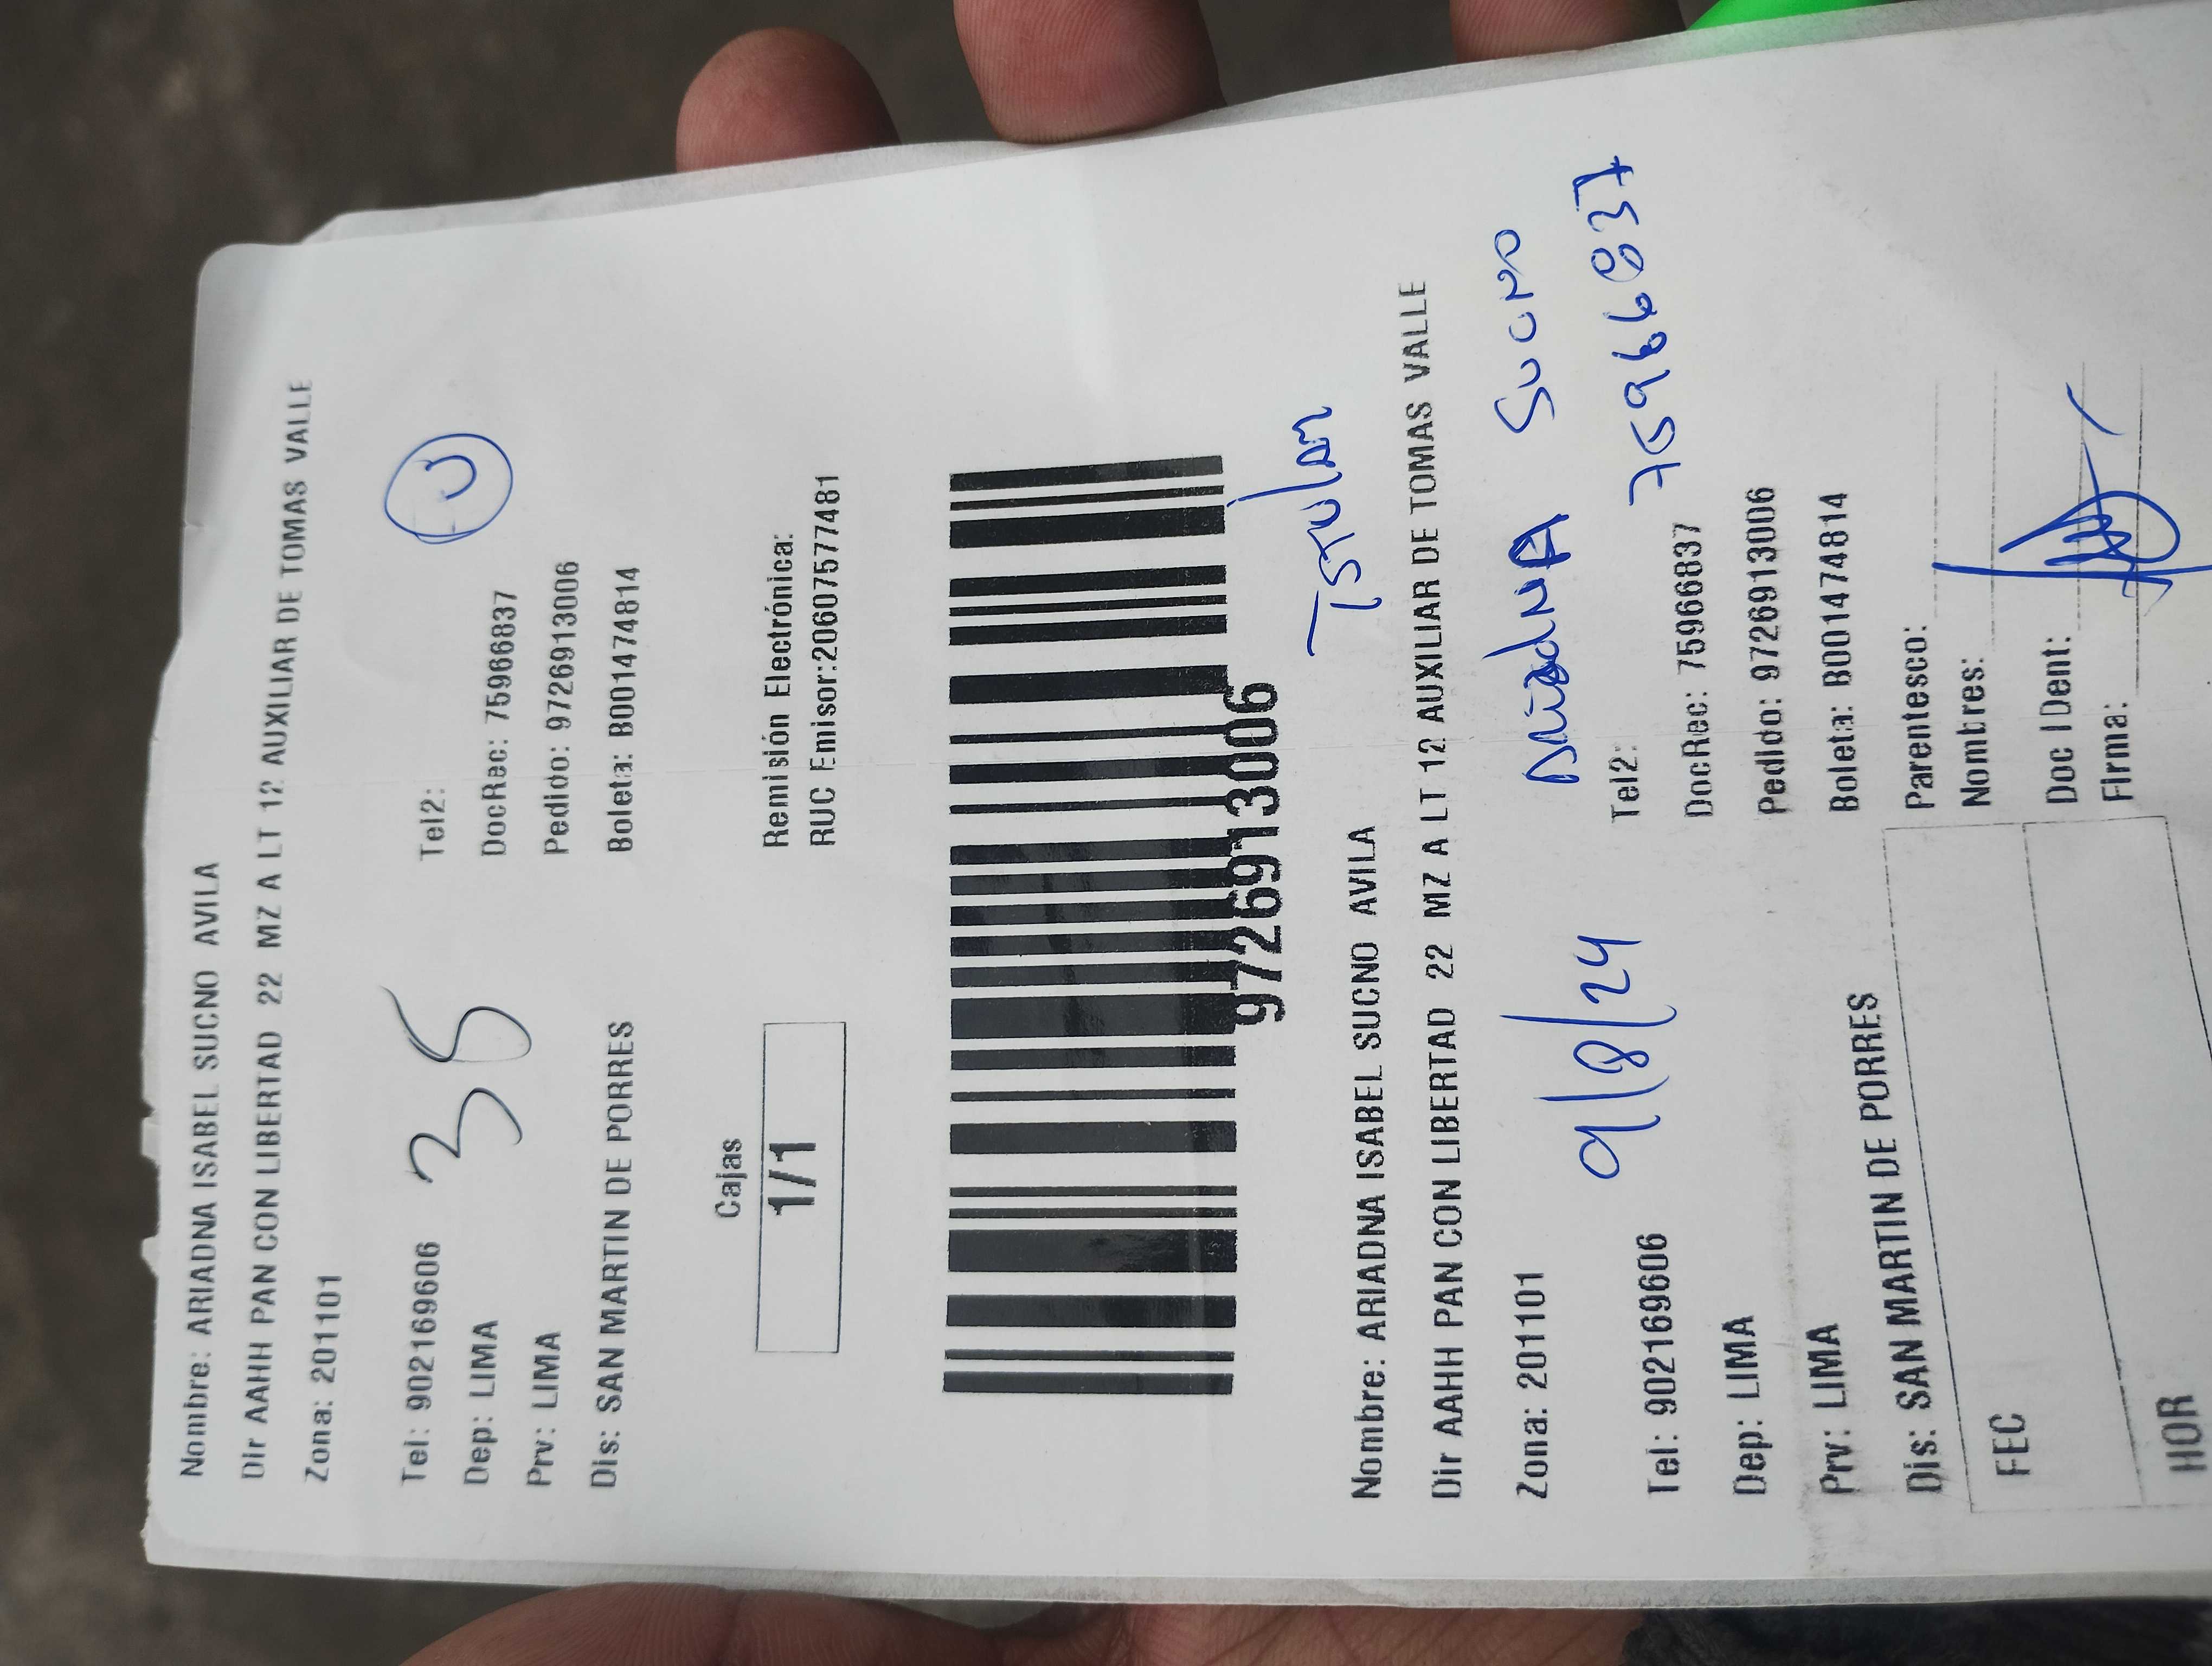 Nombre: ARIADNA ISABEL SUCNO AVILA
Dir AAHH PAN CON LIBERTAD 22 MZ A LT 12 AUXILIAR DE TOMAS VALLE
Zona: 201101
Tel: 902169606
35
Tel2:
U
Dep: LIMA
DocRec: 75966837
Prv: LIMA
Pedido: 9726913006
Dis: SAN MARTIN DE PORRES
Boleta: B001474814
Cajas
1/1
Remisión Electrónica:
RUC Emisor:20607577481
9726913006
Nombre: ARIADNA ISABEL SUCNO AVILA
Dir AAHH PAN CON LIBERTAD 22 MZ A LT 12 AUXILIAR DE TOMAS VALLE
Zona: 201101
AriadNA Sucno
9/8/24
75966837
Tel: 902169606
Tel2:
Dep: LIMA
DocRec: 75966837
Prv: LIMA
Pedido: 9726913006
Dis: SAN MARTIN DE PORRES
Boleta: B001474814
FEC
HOR
Parentesco:
Nombres:
Doc IDent:
Firma: